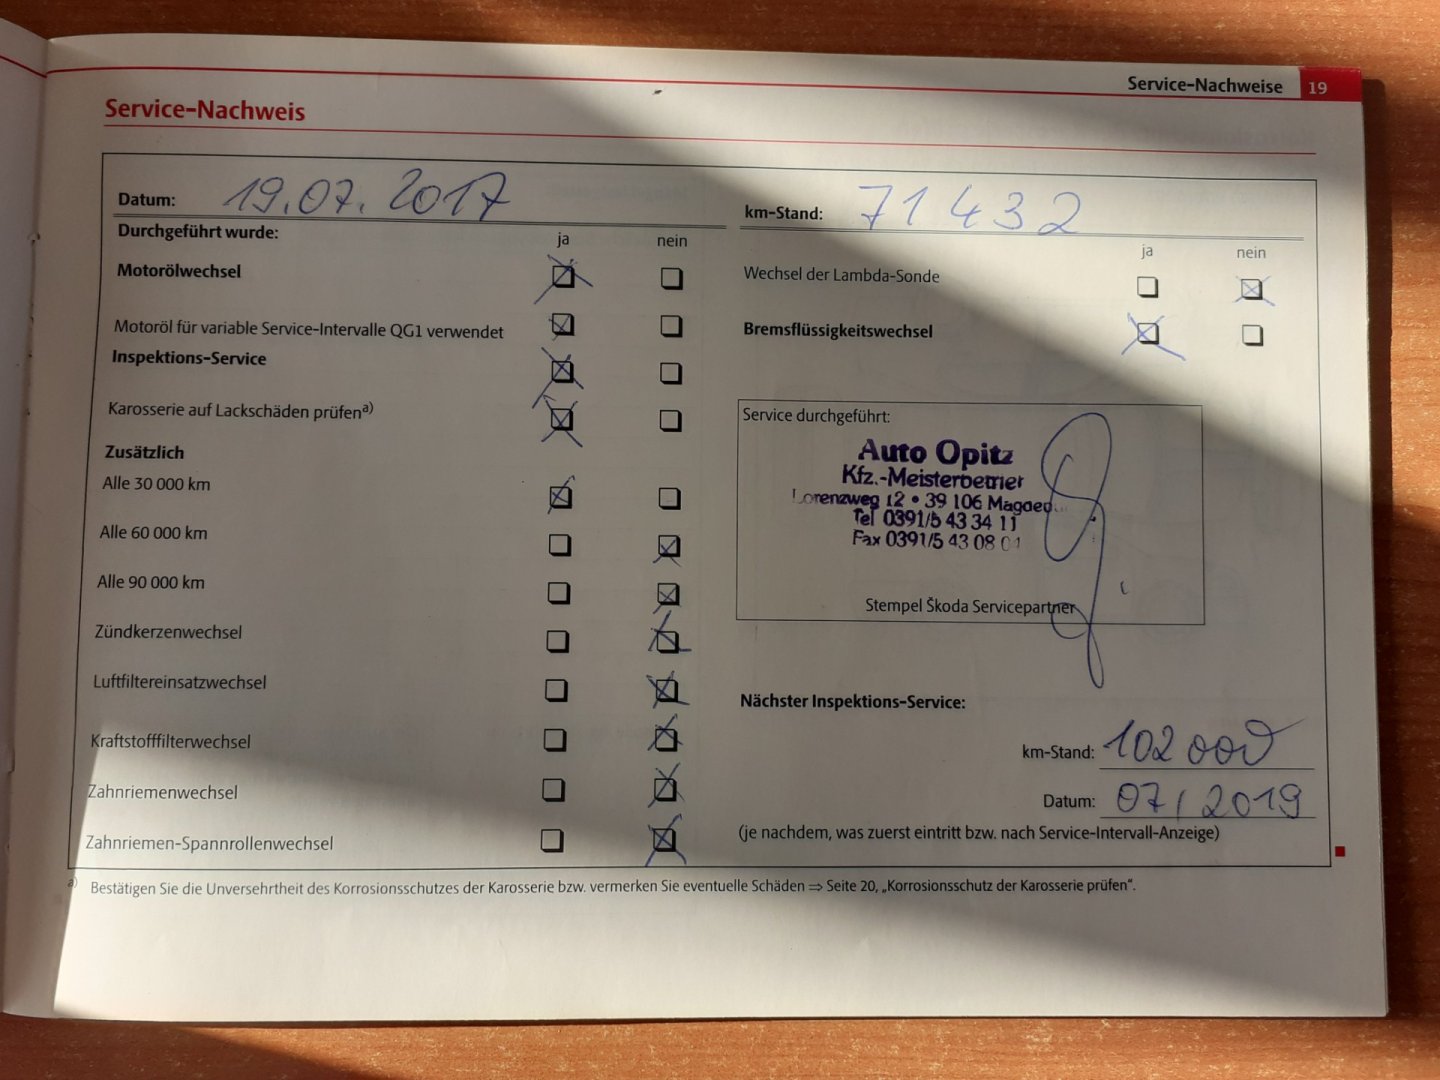 Service-Nachweise 19
Service-Nachweis
Datum: 19.07.2017
Durchgeführt wurde:
ja nein
Motorölwechsel
Motoröl für variable Service-Intervalle QG1 verwendet
Inspektions-Service
Karosserie auf Lackschäden prüfen a)
Zusätzlich
Alle 30 000 km
Alle 60 000 km
Alle 90 000 km
Zündkerzenwechsel
Luftfiltereinsatzwechsel
Kraftstofffilterwechsel
Zahnriemenwechsel
Zahnriemen-Spannrollenwechsel
km-Stand: 71 432
ja nein
Wechsel der Lambda-Sonde
Bremsflüssigkeitswechsel
Service durchgeführt:
Auto Opitz
Kfz.-Meisterbetrieb
Lorenzweg 12 • 39 106
Tel 0391/5 43 34 11
Fax 0391/5 43 08
Stempel Škoda Servicepartner
Nächster Inspektions-Service:
km-Stand: 102 000
Datum: 07/2019
(je nachdem, was zuerst eintritt bzw. nach Service-Intervall-Anzeige)
a) Bestätigen Sie die Unversehrtheit des Korrosionsschutzes der Karosserie bzw. vermerken Sie eventuelle Schäden ⇒ Seite 20, „Korrosionsschutz der Karosserie prüfen“.